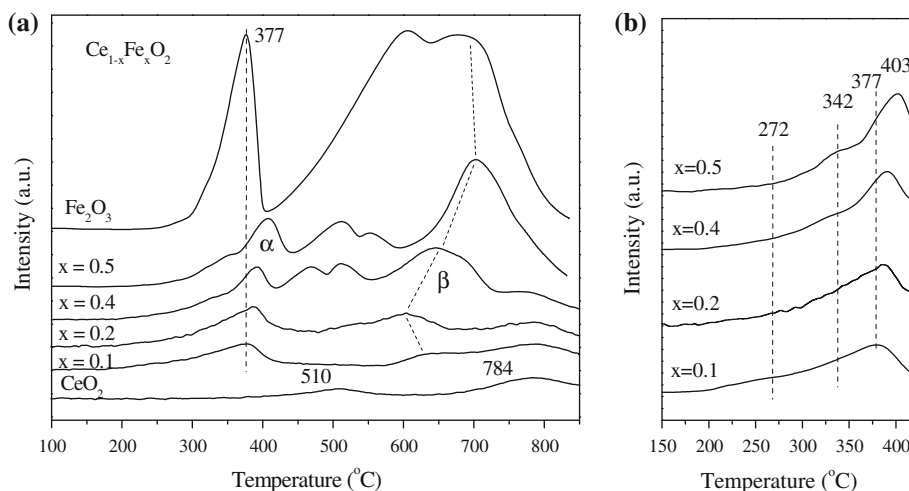 (a)
377
Ce₁₋ₓFeₓO₂
Intensity (a.u.)
Fe₂O₃
α
x = 0.5
β
x = 0.4
x = 0.2
x = 0.1
CeO₂
510
784
100 200 300 400 500 600 700 800
Temperature (°C)
(b)
403
377
342
272
Intensity (a.u.)
x=0.5
x=0.4
x=0.2
x=0.1
150 200 250 300 350 400
Temperature (°C)